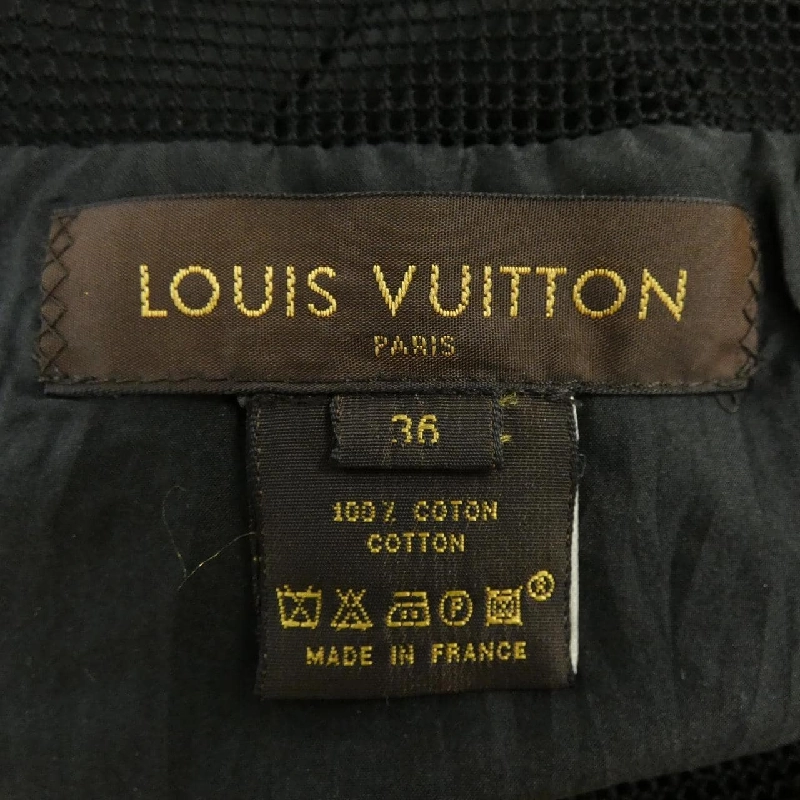 LOUIS VUITTON
PARIS
36
100% COTON
COTTON
P
®
MADE IN FRANCE